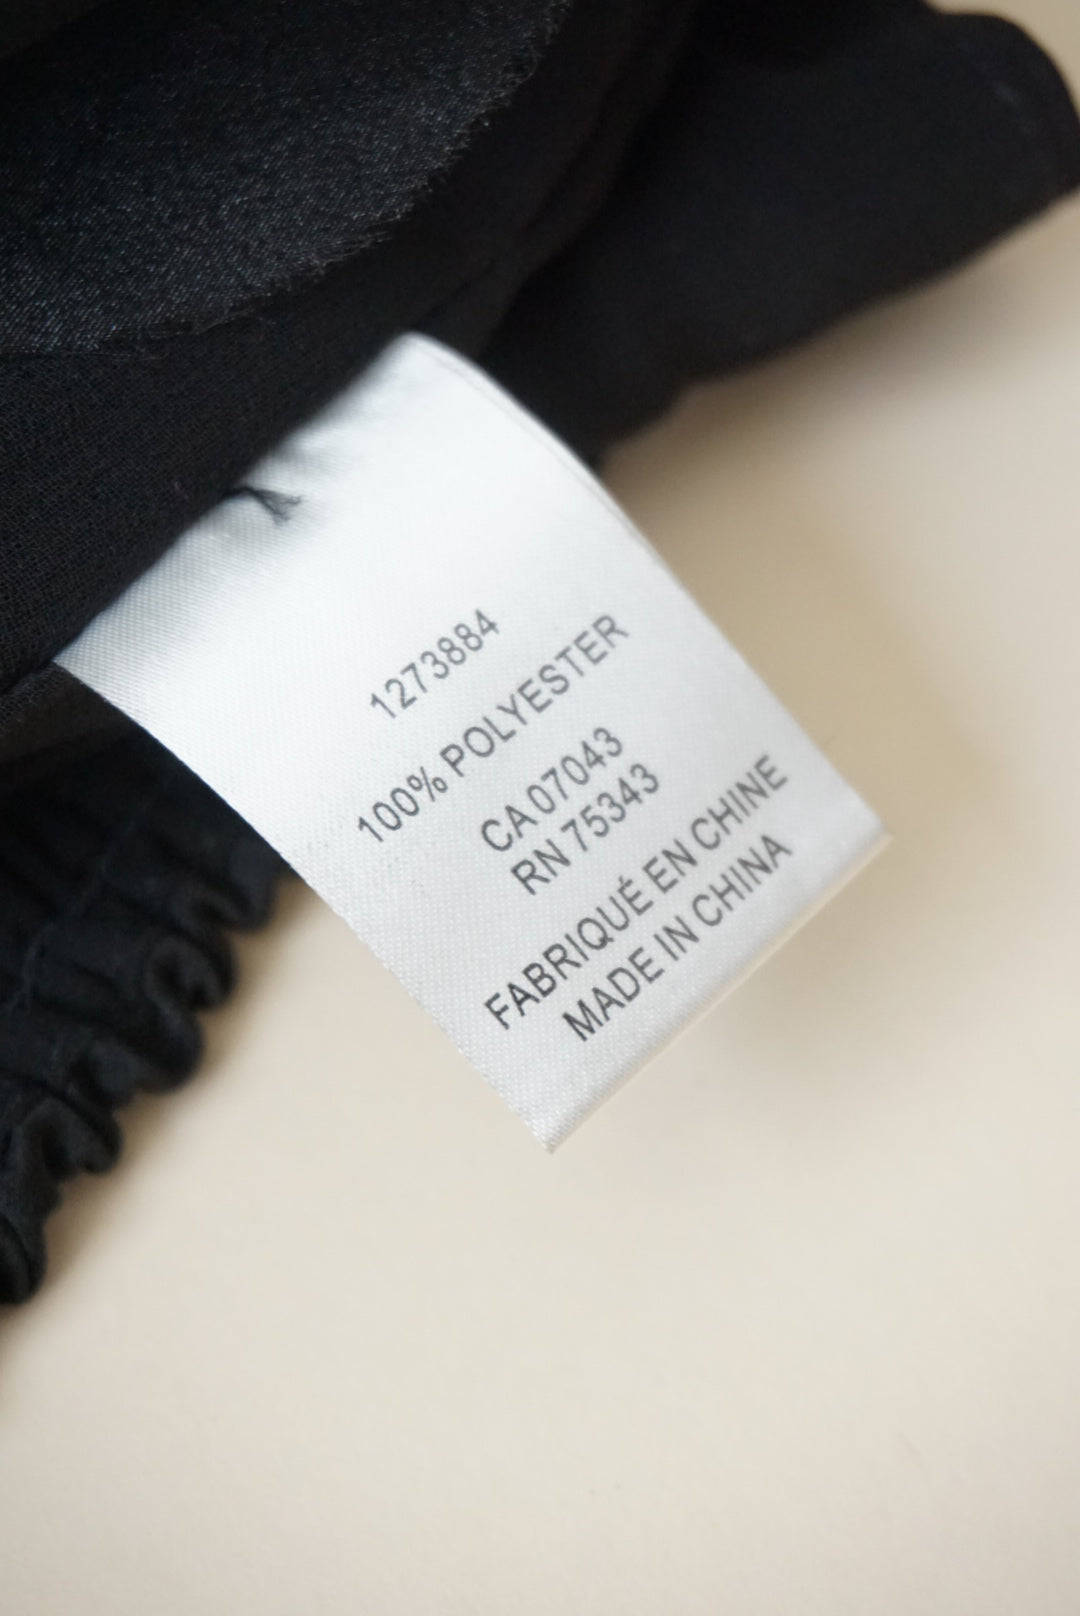 1273884
100% POLYESTER
CA 07043
RN 75343
FABRIQUÉ EN CHINE
MADE IN CHINA